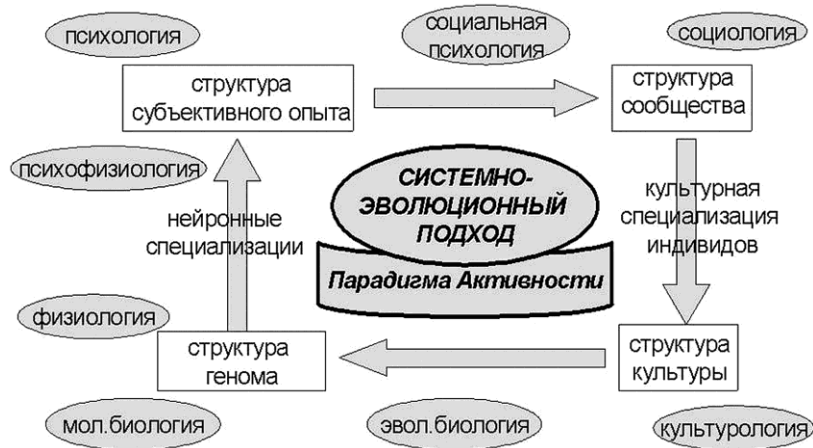 психология
социальная
психология
социология
структура
субъективного опыта
структура
сообщества
психофизиология
СИСТЕМНО-
ЭВОЛЮЦИОННЫЙ
ПОДХОД
культурная
специализация
индивидов
нейронные
специализации
Парадигма Активности
физиология
структура
генома
структура
культуры
мол.биология
эвол.биология
культурология